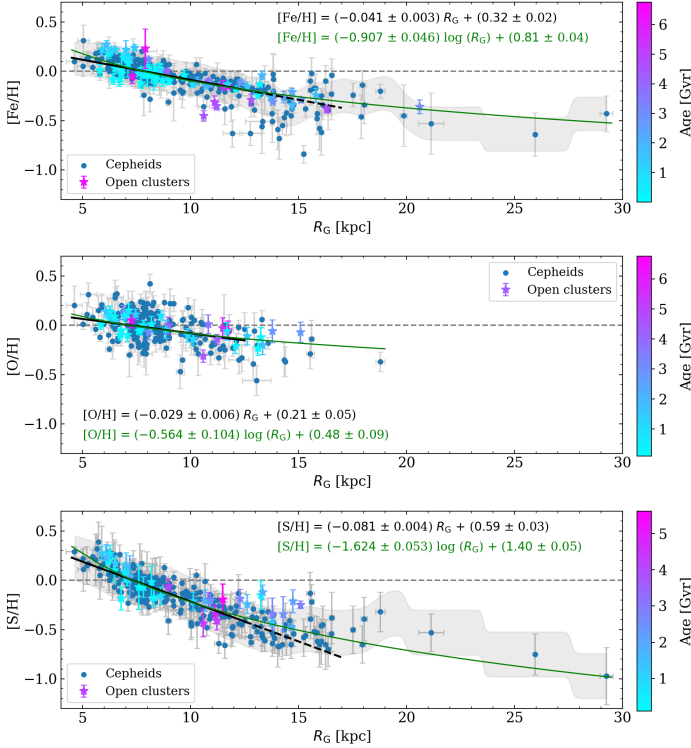 [Fe/H] = (−0.041 ± 0.003) R_G + (0.32 ± 0.02)
[Fe/H] = (−0.907 ± 0.046) log (R_G) + (0.81 ± 0.04)
0.5
0.0
−0.5
−1.0
[Fe/H]
Cepheids
Open clusters
5 10 15 20 25 30
R_G [kpc]
6
5
4
3
2
1
Age [Gyr]
0.5
0.0
−0.5
−1.0
[O/H]
Cepheids
Open clusters
[O/H] = (−0.029 ± 0.006) R_G + (0.21 ± 0.05)
[O/H] = (−0.564 ± 0.104) log (R_G) + (0.48 ± 0.09)
5 10 15 20 25 30
R_G [kpc]
6
5
4
3
2
1
Age [Gyr]
[S/H] = (−0.081 ± 0.004) R_G + (0.59 ± 0.03)
[S/H] = (−1.624 ± 0.053) log (R_G) + (1.40 ± 0.05)
0.5
0.0
−0.5
−1.0
[S/H]
Cepheids
Open clusters
5 10 15 20 25 30
R_G [kpc]
5
4
3
2
1
Age [Gyr]